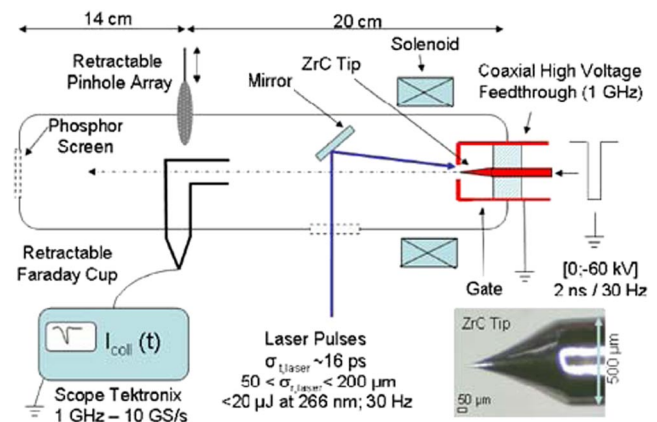 14 cm
20 cm
Solenoid
Retractable
Pinhole Array
ZrC Tip
Coaxial High Voltage
Feedthrough (1 GHz)
Mirror
Phosphor
Screen
Retractable
Faraday Cup
Gate
[0;-60 kV]
2 ns / 30 Hz
I_coll (t)
Laser Pulses
σ_t,laser ~16 ps
50 < σ_r,laser < 200 µm
<20 µJ at 266 nm; 30 Hz
Scope Tektronix
1 GHz – 10 GS/s
ZrC Tip
500 µm
50 µm